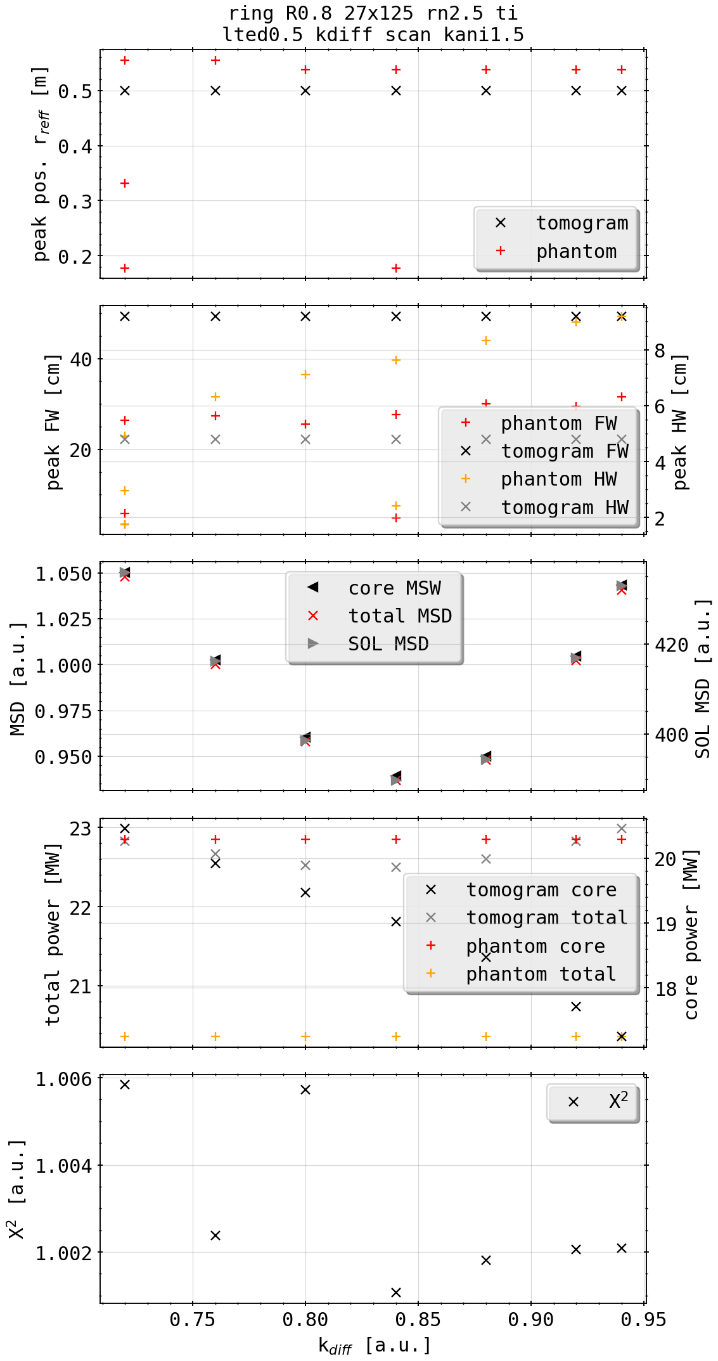 ring R0.8 27x125 rn2.5 ti
lted0.5 kdiff scan kani1.5
peak pos. r_reff [m]
0.5
0.4
0.3
0.2
tomogram
phantom
peak FW [cm]
40
20
8
6
4
2
peak HW [cm]
phantom FW
tomogram FW
phantom HW
tomogram HW
MSD [a.u.]
1.050
1.025
1.000
0.975
0.950
420
400
SOL MSD [a.u.]
core MSW
total MSD
SOL MSD
total power [MW]
23
22
21
20
19
18
core power [MW]
tomogram core
tomogram total
phantom core
phantom total
X² [a.u.]
1.006
1.004
1.002
X²
0.75 0.80 0.85 0.90 0.95
k_diff [a.u.]